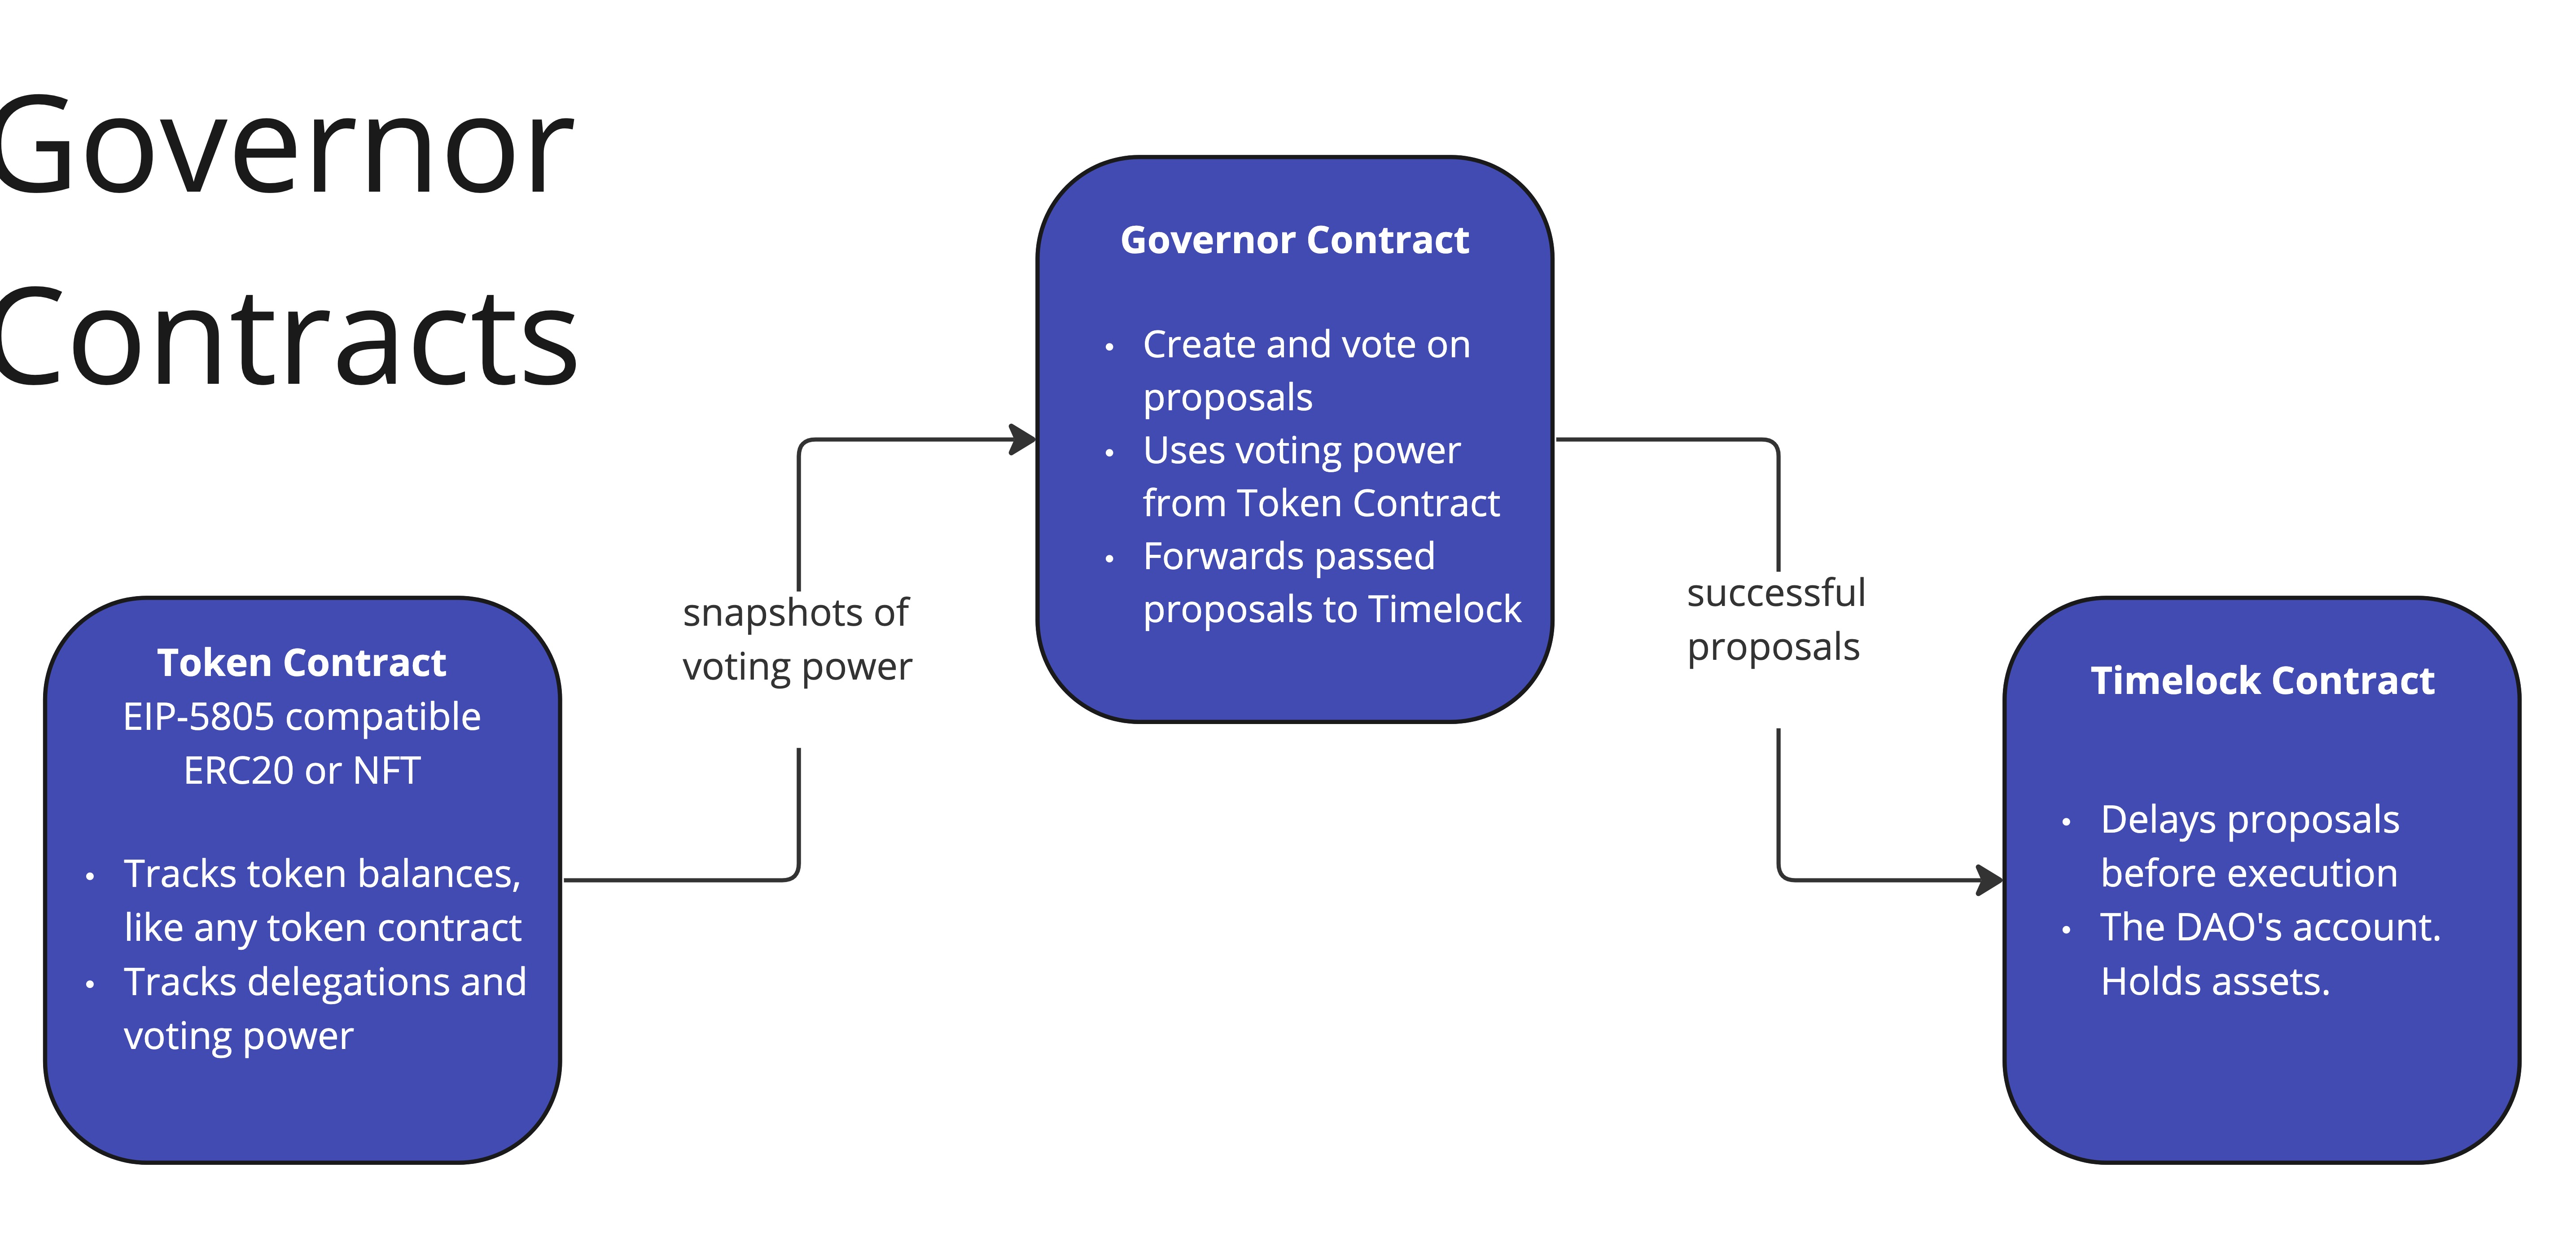 Governor
Contracts
Governor Contract
• Create and vote on
proposals
• Uses voting power
from Token Contract
• Forwards passed
proposals to Timelock
snapshots of
voting power
successful
proposals
Token Contract
EIP-5805 compatible
ERC20 or NFT
• Tracks token balances,
like any token contract
• Tracks delegations and
voting power
Timelock Contract
• Delays proposals
before execution
• The DAO's account.
Holds assets.